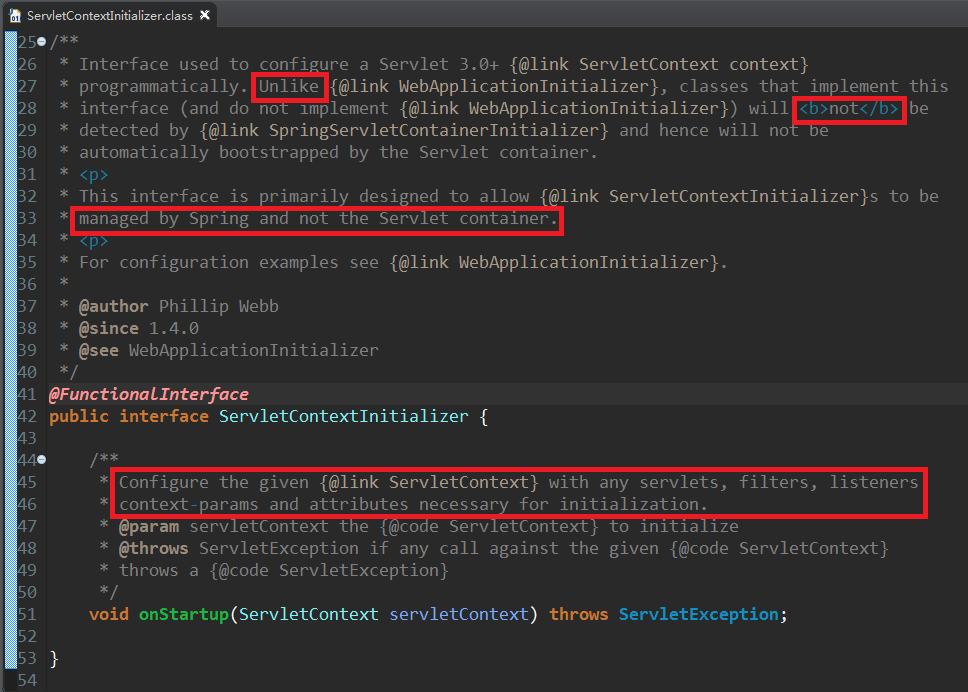 ServletContextInitializer.class
25 /**
26 * Interface used to configure a Servlet 3.0+ {@link ServletContext context}
27 * programmatically. Unlike {@link WebApplicationInitializer}, classes that implement this
28 * interface (and do not implement {@link WebApplicationInitializer}) will <b>not</b> be
29 * detected by {@link SpringServletContainerInitializer} and hence will not be
30 * automatically bootstrapped by the Servlet container.
31 * <p>
32 * This interface is primarily designed to allow {@link ServletContextInitializer}s to be
33 * managed by Spring and not the Servlet container.
34 * <p>
35 * For configuration examples see {@link WebApplicationInitializer}.
36 *
37 * @author Phillip Webb
38 * @since 1.4.0
39 * @see WebApplicationInitializer
40 */
41 @FunctionalInterface
42 public interface ServletContextInitializer {
43
44 /**
45 * Configure the given {@link ServletContext} with any servlets, filters, listeners
46 * context-params and attributes necessary for initialization.
47 * @param servletContext the {@code ServletContext} to initialize
48 * @throws ServletException if any call against the given {@code ServletContext}
49 * throws a {@code ServletException}
50 */
51 void onStartup(ServletContext servletContext) throws ServletException;
52
53 }
54